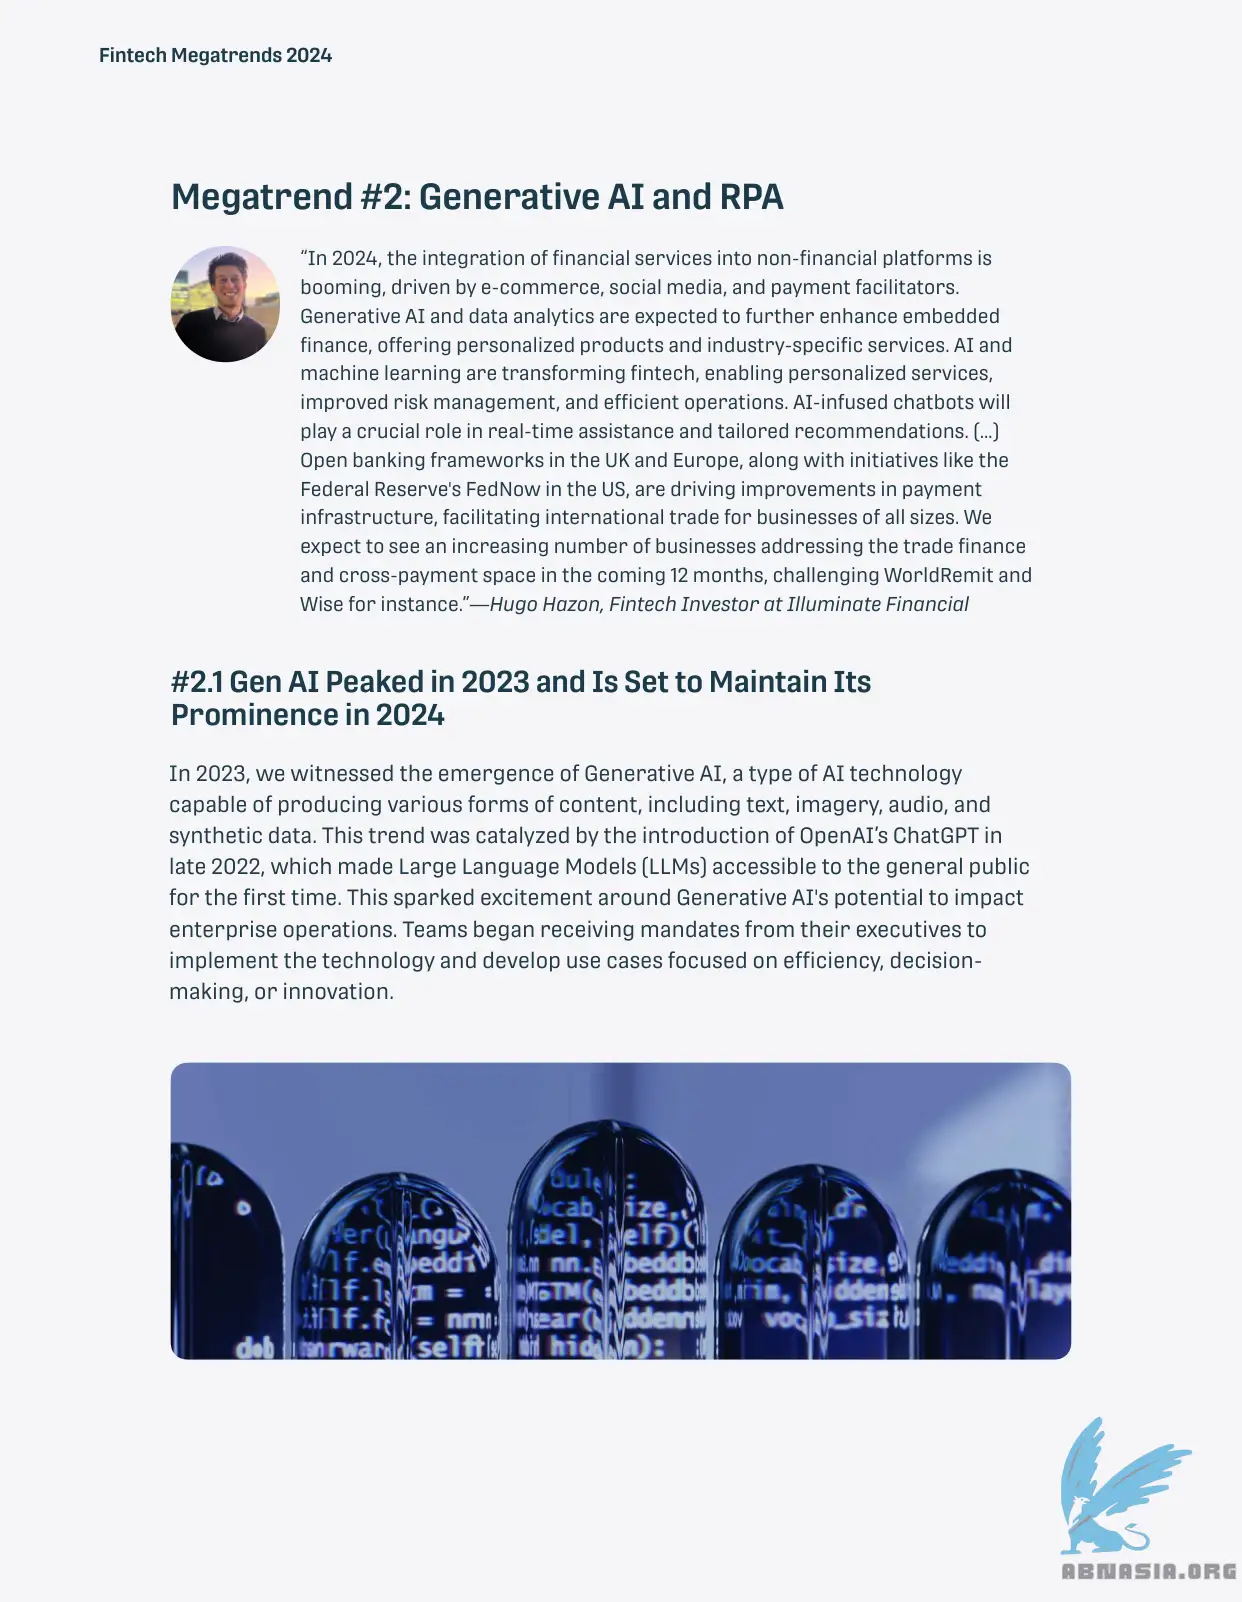 Fintech Megatrends 2024
Megatrend #2: Generative AI and RPA
“In 2024, the integration of financial services into non-financial platforms is
booming, driven by e-commerce, social media, and payment facilitators.
Generative AI and data analytics are expected to further enhance embedded
finance, offering personalized products and industry-specific services. AI and
machine learning are transforming fintech, enabling personalized services,
improved risk management, and efficient operations. AI-infused chatbots will
play a crucial role in real-time assistance and tailored recommendations. (...)
Open banking frameworks in the UK and Europe, along with initiatives like the
Federal Reserve's FedNow in the US, are driving improvements in payment
infrastructure, facilitating international trade for businesses of all sizes. We
expect to see an increasing number of businesses addressing the trade finance
and cross-payment space in the coming 12 months, challenging WorldRemit and
Wise for instance.”—Hugo Hazon, Fintech Investor at Illuminate Financial
#2.1 Gen AI Peaked in 2023 and Is Set to Maintain Its
Prominence in 2024
In 2023, we witnessed the emergence of Generative AI, a type of AI technology
capable of producing various forms of content, including text, imagery, audio, and
synthetic data. This trend was catalyzed by the introduction of OpenAI’s ChatGPT in
late 2022, which made Large Language Models (LLMs) accessible to the general public
for the first time. This sparked excitement around Generative AI's potential to impact
enterprise operations. Teams began receiving mandates from their executives to
implement the technology and develop use cases focused on efficiency, decision-
making, or innovation.
ABNASIA.ORG